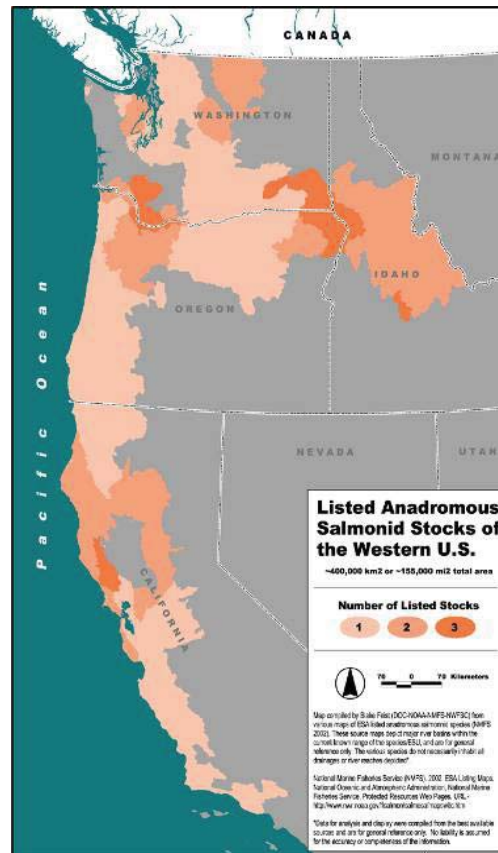 CANADA
WASHINGTON
MONTANA
IDAHO
OREGON
Pacific Ocean
NEVADA
UTAH
CALIFORNIA
Listed Anadromous
Salmonid Stocks of
the Western U.S.
~400,000 km2 or ~155,000 mi2 total area
Number of Listed Stocks
1 2 3
70 0 70 Kilometers
Map compiled by Blake Feist (DOC-NOAA-NMFS-NWFSC) from
various maps of ESA listed anadromous salmonid species (NMFS
2002). These source maps depict major river basins within the
current known range of the species/ESU, and are for general
reference only. The various species do not necessarily inhabit all
drainages or river reaches depicted*
National Marine Fisheries Service (NMFS). 2002. ESA Listing Maps.
National Oceanic and Atmospheric Administration, National Marine
Fisheries Service, Protected Resources Web Pages. URL -
*Data for analysis and display were compiled from the best available
sources and are for general reference only. No liability is assumed
for the accuracy or completeness of the information.